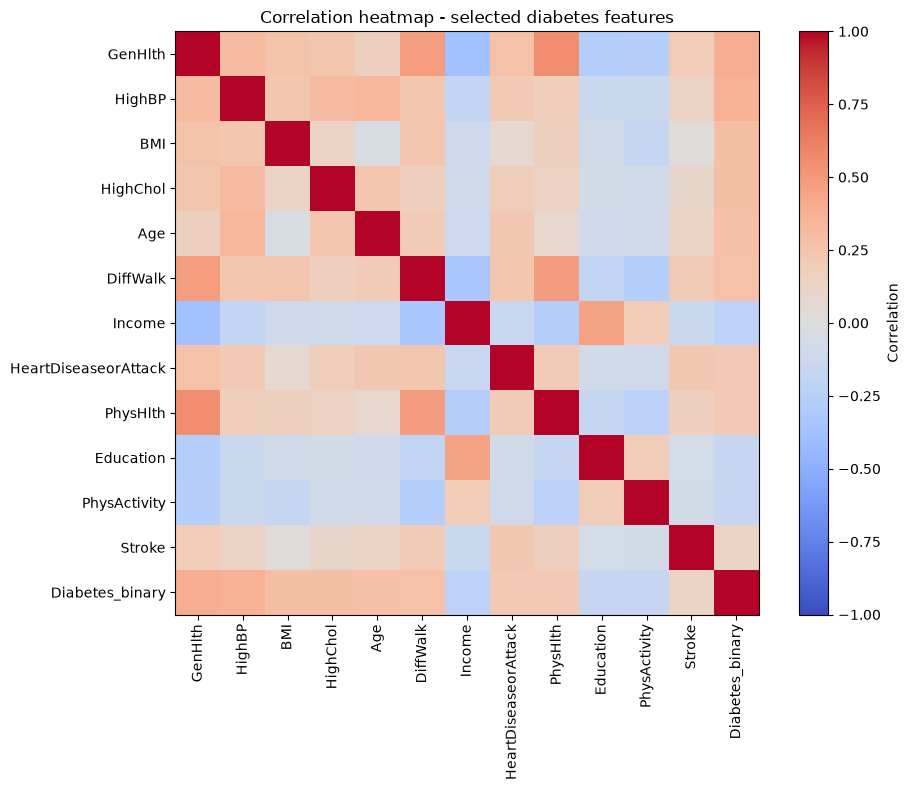 Correlation heatmap - selected diabetes features
GenHlth
HighBP
BMI
HighChol
Age
DiffWalk
Income
HeartDiseaseorAttack
PhysHlth
Education
PhysActivity
Stroke
Diabetes_binary
GenHlth
HighBP
BMI
HighChol
Age
DiffWalk
Income
HeartDiseaseorAttack
PhysHlth
Education
PhysActivity
Stroke
Diabetes_binary
1.00
0.75
0.50
0.25
0.00
−0.25
−0.50
−0.75
−1.00
Correlation